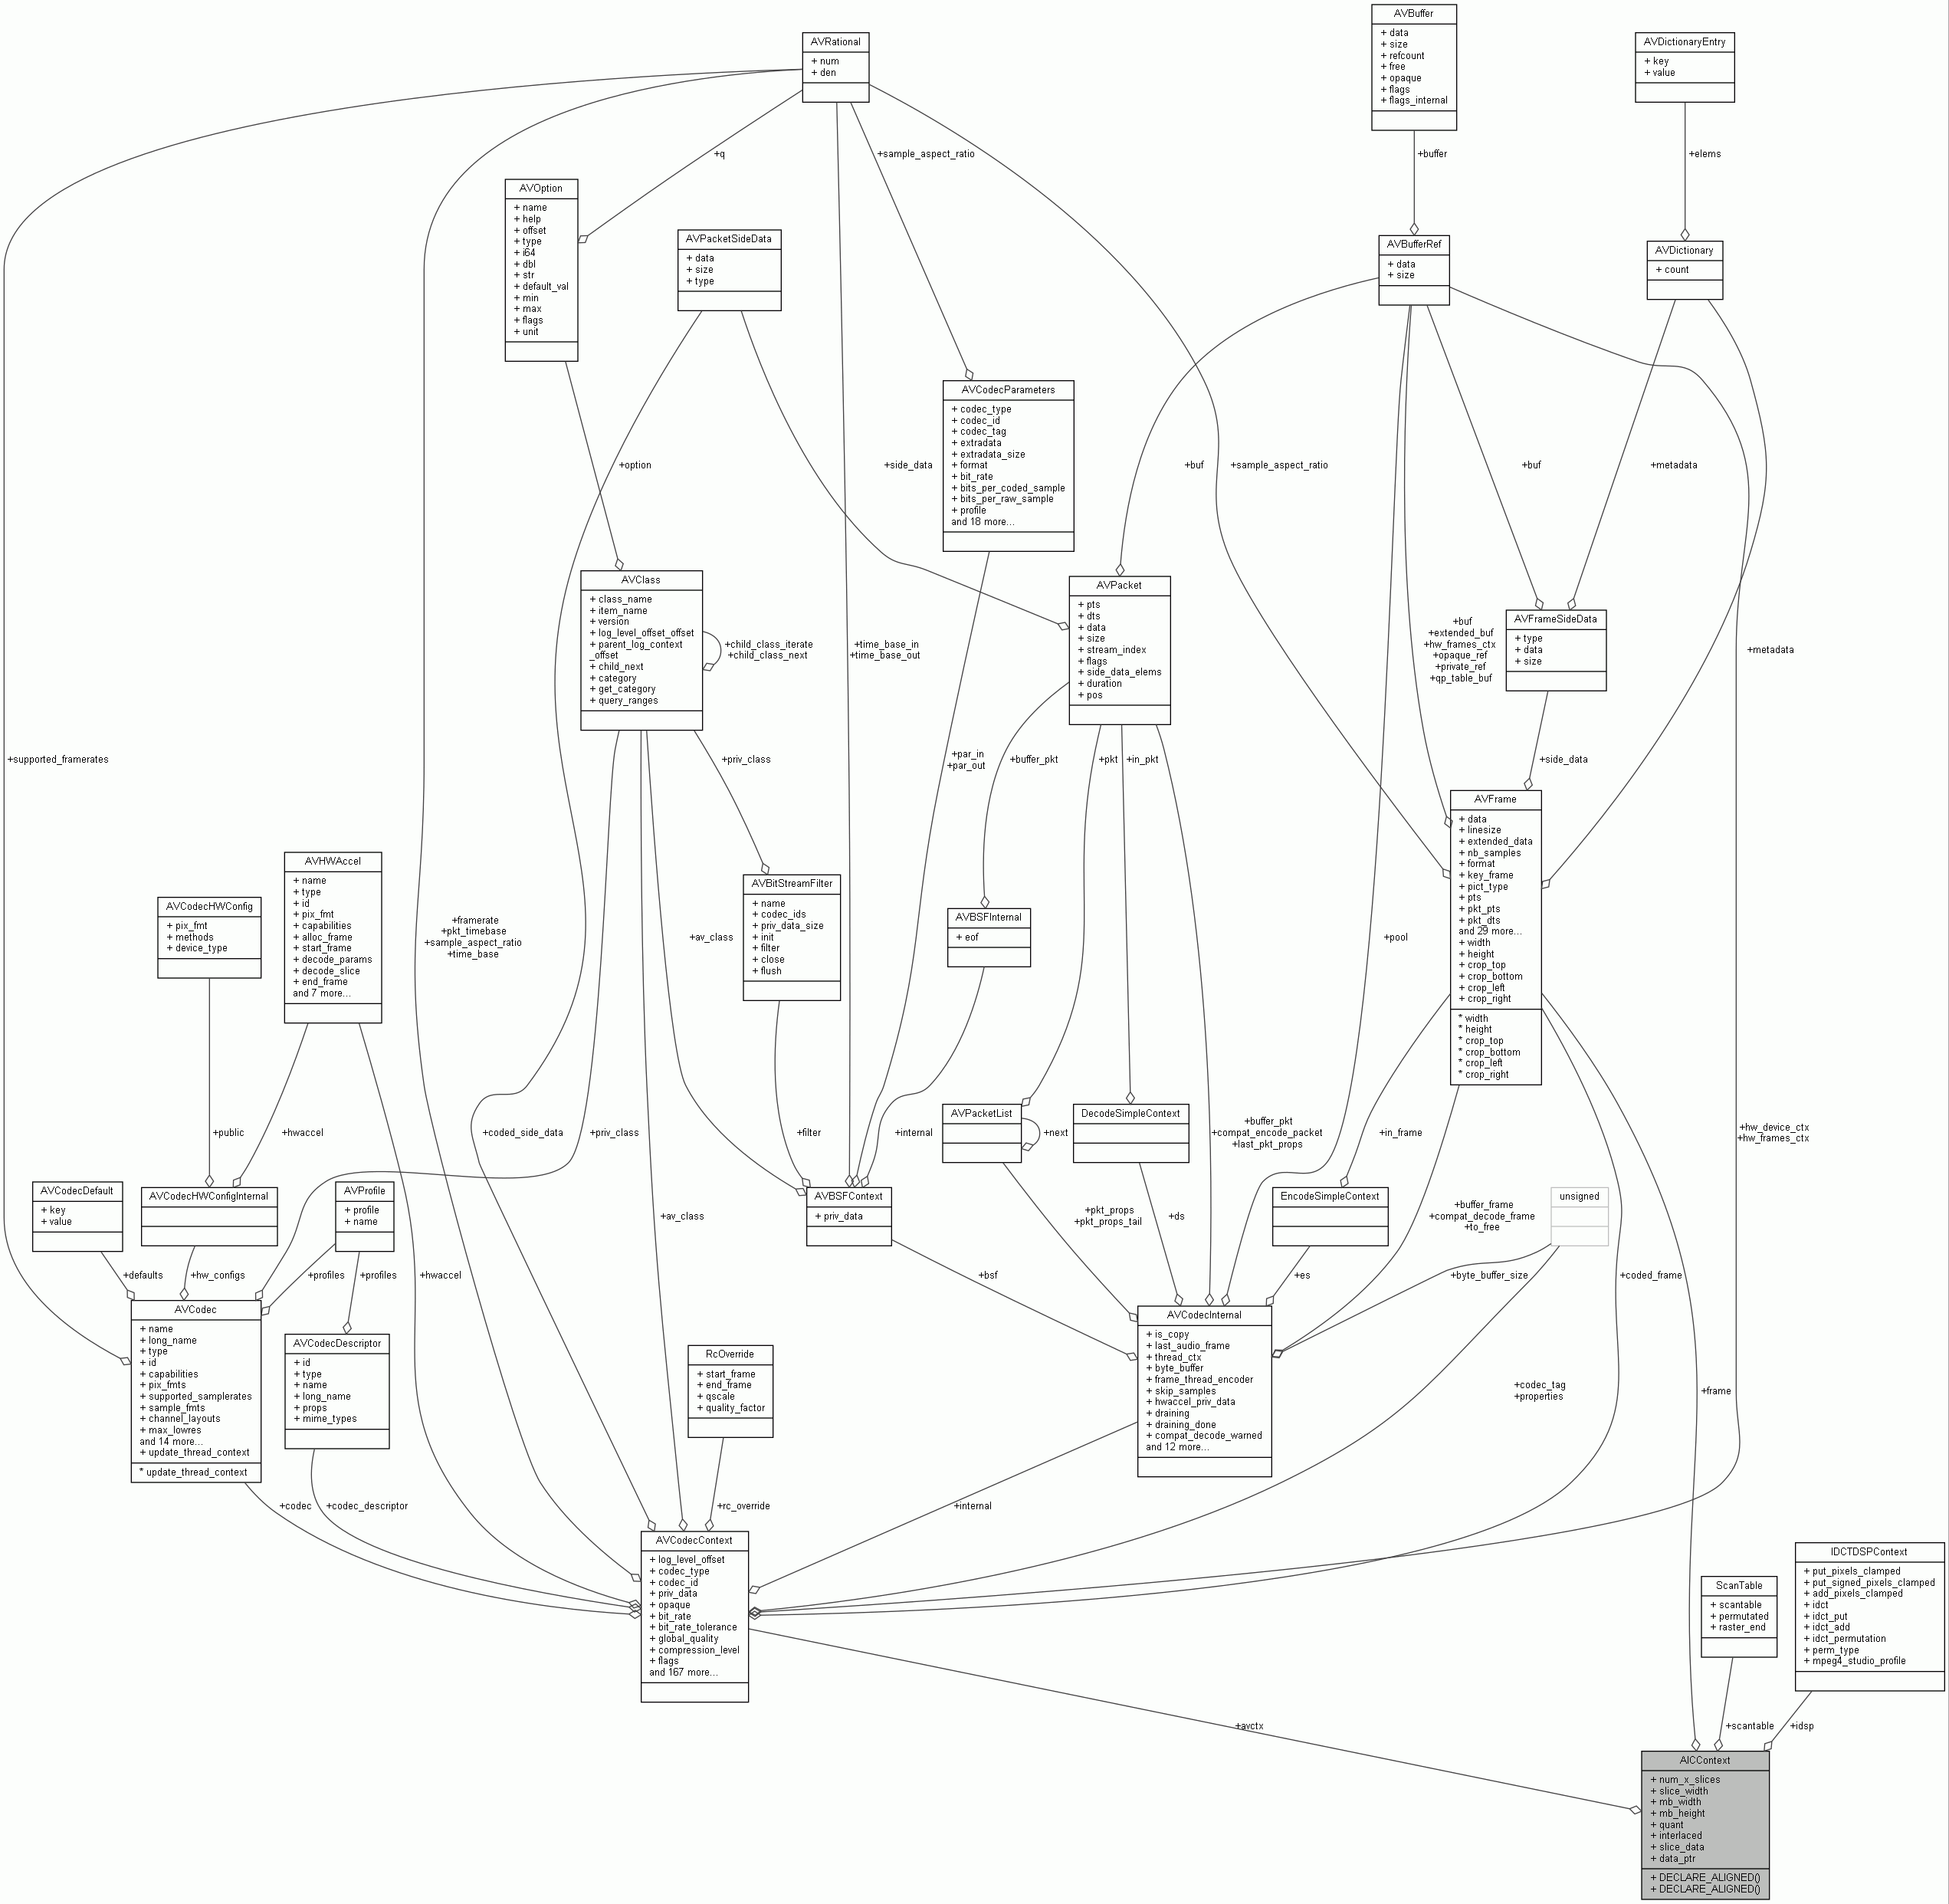 AVBuffer
+ data
+ size
+ refcount
+ free
+ opaque
+ flags
+ flags_internal
AVRational
+ num
+ den
AVDictionaryEntry
+ key
+ value
+q
+sample_aspect_ratio
+buffer
+elems
AVOption
+ name
+ help
+ offset
+ type
+ i64
+ dbl
+ str
+ default_val
+ min
+ max
+ flags
+ unit
AVPacketSideData
+ data
+ size
+ type
AVBufferRef
+ data
+ size
AVDictionary
+ count
AVCodecParameters
+ codec_type
+ codec_id
+ codec_tag
+ extradata
+ extradata_size
+ format
+ bit_rate
+ bits_per_coded_sample
+ bits_per_raw_sample
+ profile
and 18 more...
+option
+side_data
+buf
+sample_aspect_ratio
+buf
+metadata
AVClass
+ class_name
+ item_name
+ version
+ log_level_offset_offset
+ parent_log_context
_offset
+ child_next
+ category
+ get_category
+ query_ranges
+child_class_iterate
+child_class_next
+time_base_in
+time_base_out
AVPacket
+ pts
+ dts
+ data
+ size
+ stream_index
+ flags
+ side_data_elems
+ duration
+ pos
+buf
+extended_buf
+hw_frames_ctx
+opaque_ref
+private_ref
+qp_table_buf
AVFrameSideData
+ type
+ data
+ size
+metadata
+supported_framerates
+priv_class
+par_in
+par_out
+buffer_pkt
+pkt
+in_pkt
+side_data
AVFrame
+ data
+ linesize
+ extended_data
+ nb_samples
+ format
+ key_frame
+ pict_type
+ pts
+ pkt_pts
+ pkt_dts
and 29 more...
+ width
+ height
+ crop_top
+ crop_bottom
+ crop_left
+ crop_right
* width
* height
* crop_top
* crop_bottom
* crop_left
* crop_right
AVHWAccel
+ name
+ type
+ id
+ pix_fmt
+ capabilities
+ alloc_frame
+ start_frame
+ decode_params
+ decode_slice
+ end_frame
and 7 more...
AVCodecHWConfig
+ pix_fmt
+ methods
+ device_type
+framerate
+pkt_timebase
+sample_aspect_ratio
+time_base
+av_class
AVBitStreamFilter
+ name
+ codec_ids
+ priv_data_size
+ init
+ filter
+ close
+ flush
AVBSFInternal
+ eof
+pool
+public
+hwaccel
+coded_side_data
+priv_class
+filter
+internal
AVPacketList
+next
DecodeSimpleContext
+buffer_pkt
+compat_encode_packet
+last_pkt_props
+in_frame
+hw_device_ctx
+hw_frames_ctx
AVCodecDefault
+ key
+ value
AVCodecHWConfigInternal
AVProfile
+ profile
+ name
+av_class
AVBSFContext
+ priv_data
+pkt_props
+pkt_props_tail
+ds
EncodeSimpleContext
+buffer_frame
+compat_decode_frame
+to_free
unsigned
+defaults
+hw_configs
+profiles
+profiles
+hwaccel
+bsf
+es
+byte_buffer_size
+coded_frame
AVCodec
+ name
+ long_name
+ type
+ id
+ capabilities
+ pix_fmts
+ supported_samplerates
+ sample_fmts
+ channel_layouts
+ max_lowres
and 14 more...
+ update_thread_context
* update_thread_context
AVCodecDescriptor
+ id
+ type
+ name
+ long_name
+ props
+ mime_types
RcOverride
+ start_frame
+ end_frame
+ qscale
+ quality_factor
AVCodecInternal
+ is_copy
+ last_audio_frame
+ thread_ctx
+ byte_buffer
+ frame_thread_encoder
+ skip_samples
+ hwaccel_priv_data
+ draining
+ draining_done
+ compat_decode_warned
and 12 more...
+codec_tag
+properties
+frame
+codec
+codec_descriptor
+rc_override
+internal
AVCodecContext
+ log_level_offset
+ codec_type
+ codec_id
+ priv_data
+ opaque
+ bit_rate
+ bit_rate_tolerance
+ global_quality
+ compression_level
+ flags
and 167 more...
ScanTable
+ scantable
+ permutated
+ raster_end
IDCTDSPContext
+ put_pixels_clamped
+ put_signed_pixels_clamped
+ add_pixels_clamped
+ idct
+ idct_put
+ idct_add
+ idct_permutation
+ perm_type
+ mpeg4_studio_profile
+avctx
+scantable
+idsp
AICContext
+ num_x_slices
+ slice_width
+ mb_width
+ mb_height
+ quant
+ interlaced
+ slice_data
+ data_ptr
+ DECLARE_ALIGNED()
+ DECLARE_ALIGNED()